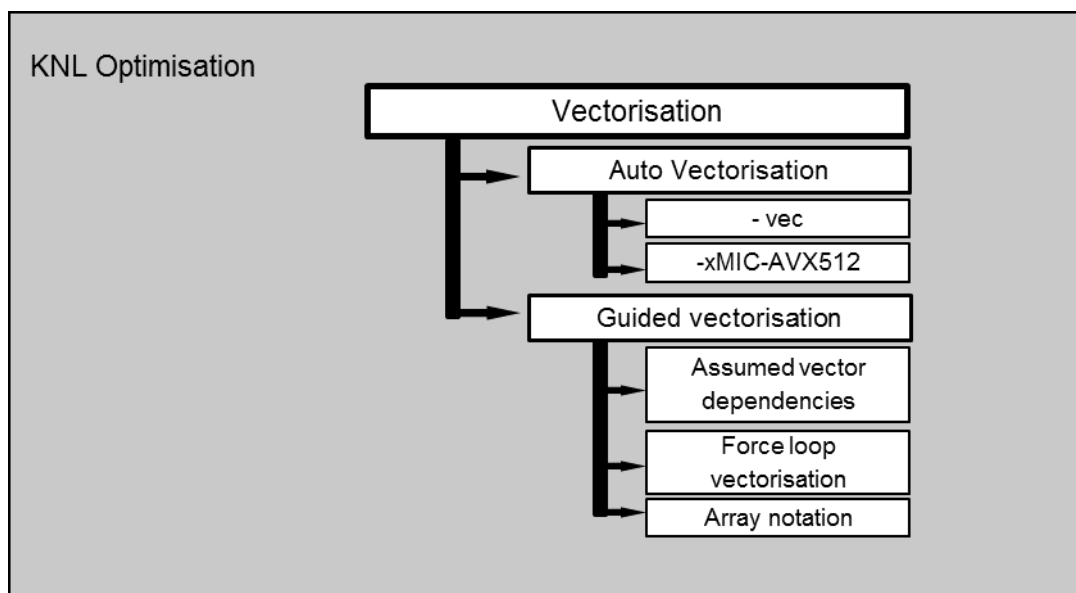 KNL Optimisation
Vectorisation
Auto Vectorisation
- vec
-xMIC-AVX512
Guided vectorisation
Assumed vector
dependencies
Force loop
vectorisation
Array notation